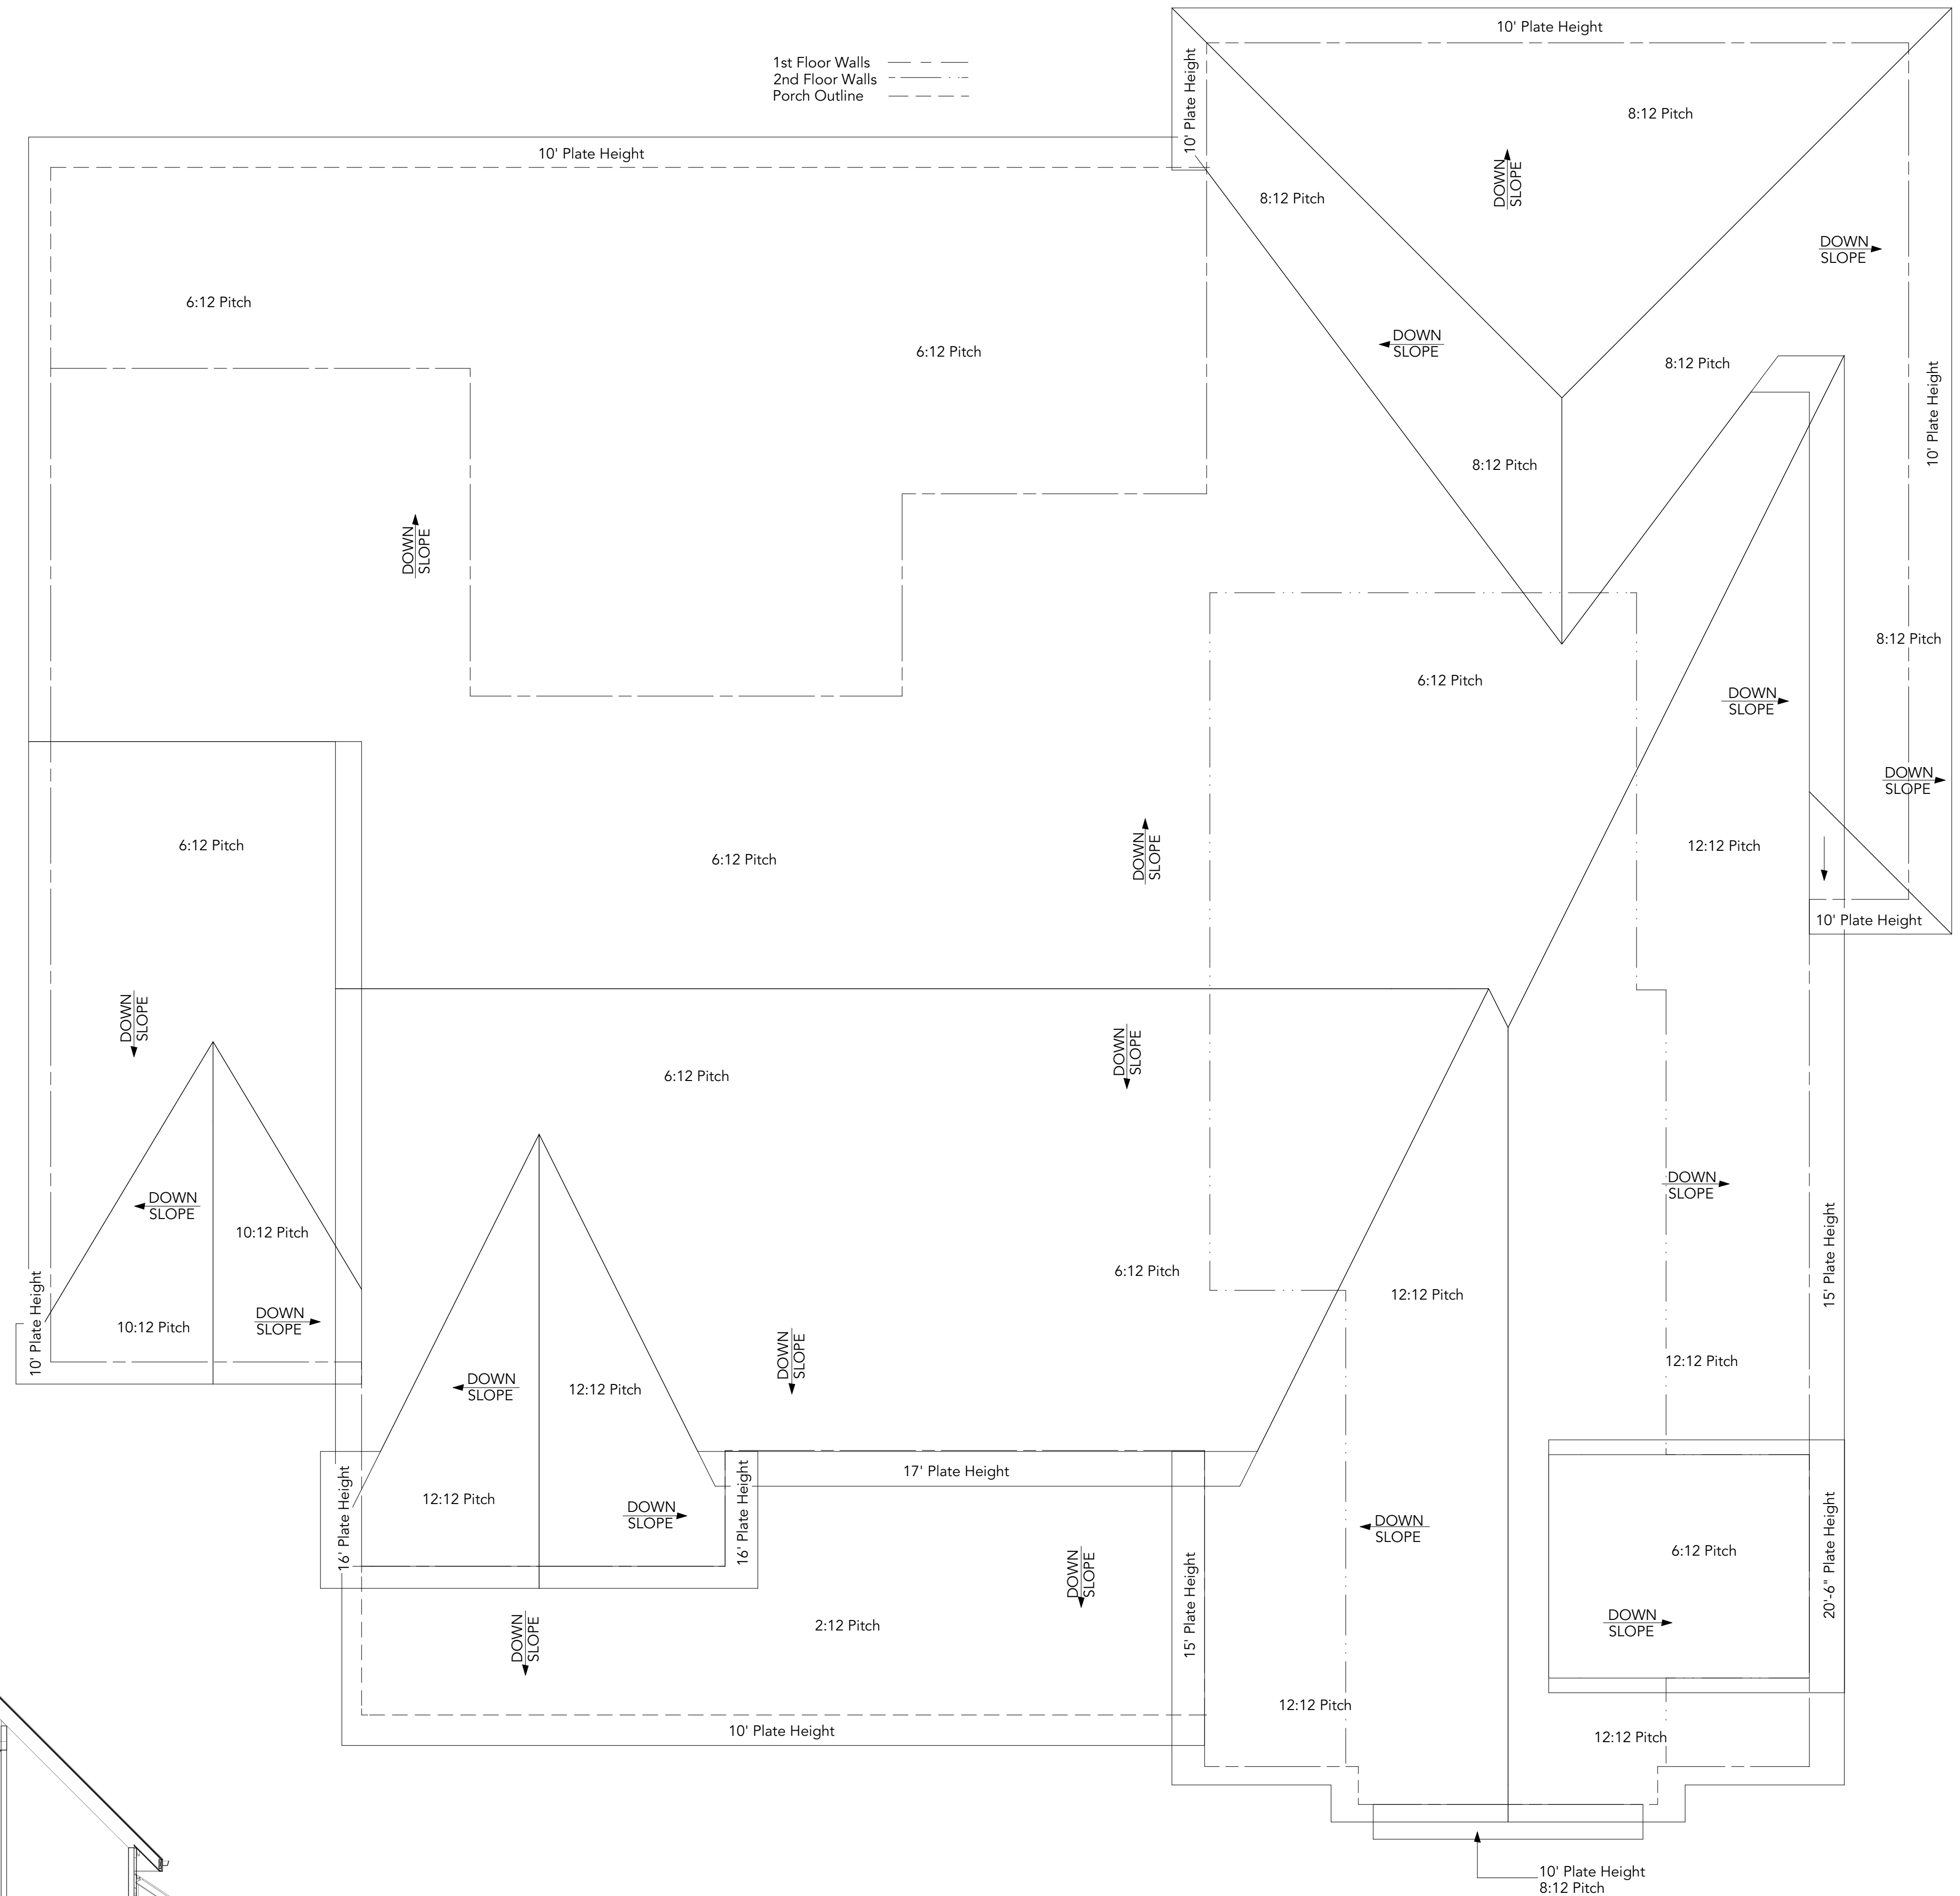 10' Plate Height
1st Floor Walls
2nd Floor Walls
Porch Outline
10' Plate Height
8:12 Pitch
10' Plate Height
DOWN
SLOPE
8:12 Pitch
DOWN
SLOPE
6:12 Pitch
DOWN
SLOPE
6:12 Pitch
8:12 Pitch
10' Plate Height
8:12 Pitch
DOWN
SLOPE
8:12 Pitch
6:12 Pitch
DOWN
SLOPE
DOWN
SLOPE
6:12 Pitch
6:12 Pitch
DOWN
SLOPE
12:12 Pitch
10' Plate Height
DOWN
SLOPE
DOWN
SLOPE
6:12 Pitch
DOWN
SLOPE
DOWN
SLOPE
10:12 Pitch
6:12 Pitch
12:12 Pitch
15' Plate Height
10' Plate Height
10:12 Pitch
DOWN
SLOPE
DOWN
SLOPE
12:12 Pitch
DOWN
SLOPE
12:12 Pitch
17' Plate Height
16' Plate Height
12:12 Pitch
16' Plate Height
DOWN
SLOPE
DOWN
SLOPE
6:12 Pitch
20'-6" Plate Height
DOWN
SLOPE
15' Plate Height
DOWN
SLOPE
2:12 Pitch
DOWN
SLOPE
12:12 Pitch
10' Plate Height
12:12 Pitch
10' Plate Height
8:12 Pitch